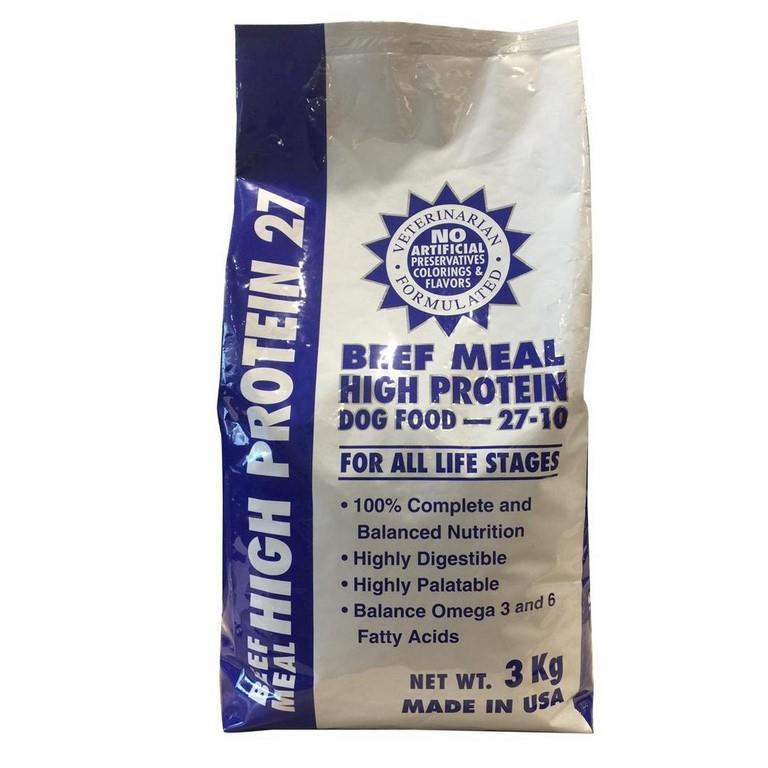 BEEF
MEAL HIGH PROTEIN 27
VETERINARIAN
NO
ARTIFICIAL
PRESERVATIVES
COLORINGS &
FLAVORS
FORMULATED
BEEF MEAL
HIGH PROTEIN
DOG FOOD — 27-10
FOR ALL LIFE STAGES
• 100% Complete and
Balanced Nutrition
• Highly Digestible
• Highly Palatable
• Balance Omega 3 and 6
Fatty Acids
NET WT. 3 Kg
MADE IN USA